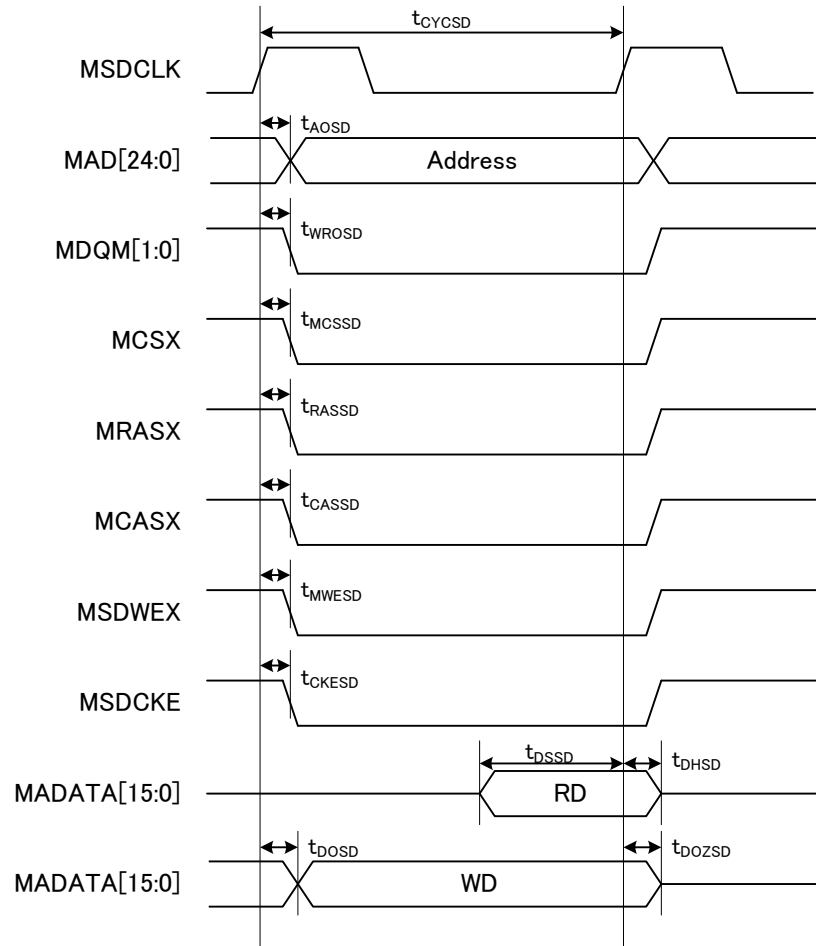 tCYCSD
MSDCLK
tAOSD
MAD[24:0]
Address
MDQM[1:0]
tWROSD
MCSX
tMCSSD
MRASX
tRASSD
MCASX
tCASSD
MSDWEX
tMWESD
MSDCKE
tCKESD
tDSSD
tDHSD
MADATA[15:0]
RD
tDOSD
tDOZSD
MADATA[15:0]
WD